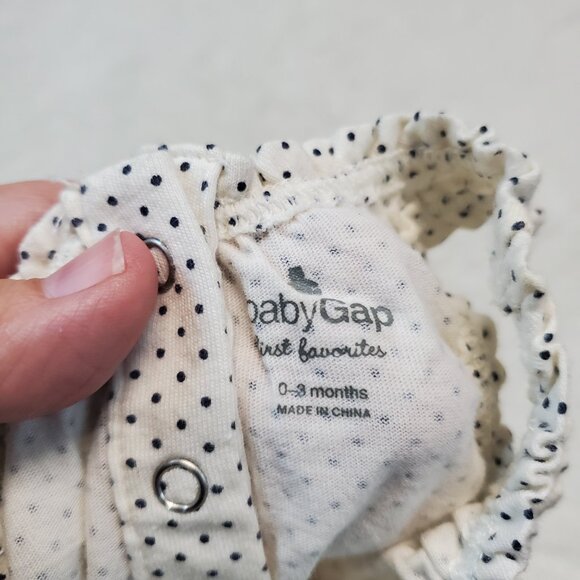 babyGap
first favorites
0-3 months
MADE IN CHINA